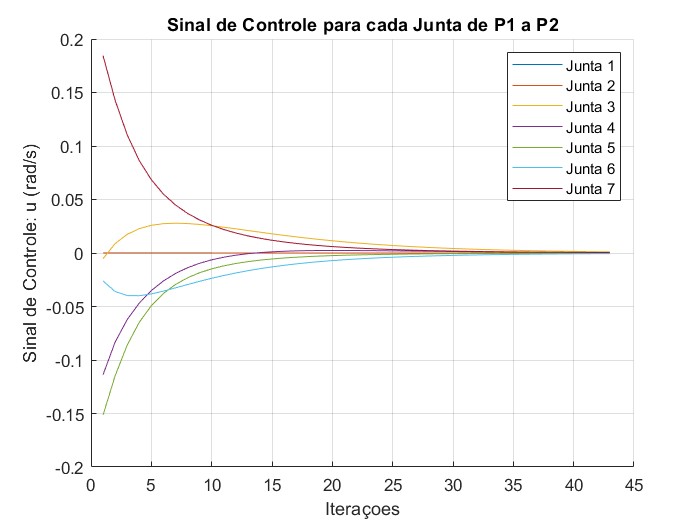 Sinal de Controle para cada Junta de P1 a P2
Sinal de Controle: u (rad/s)
0.2
0.15
0.1
0.05
0
-0.05
-0.1
-0.15
-0.2
Junta 1
Junta 2
Junta 3
Junta 4
Junta 5
Junta 6
Junta 7
0 5 10 15 20 25 30 35 40 45
Iteraçoes